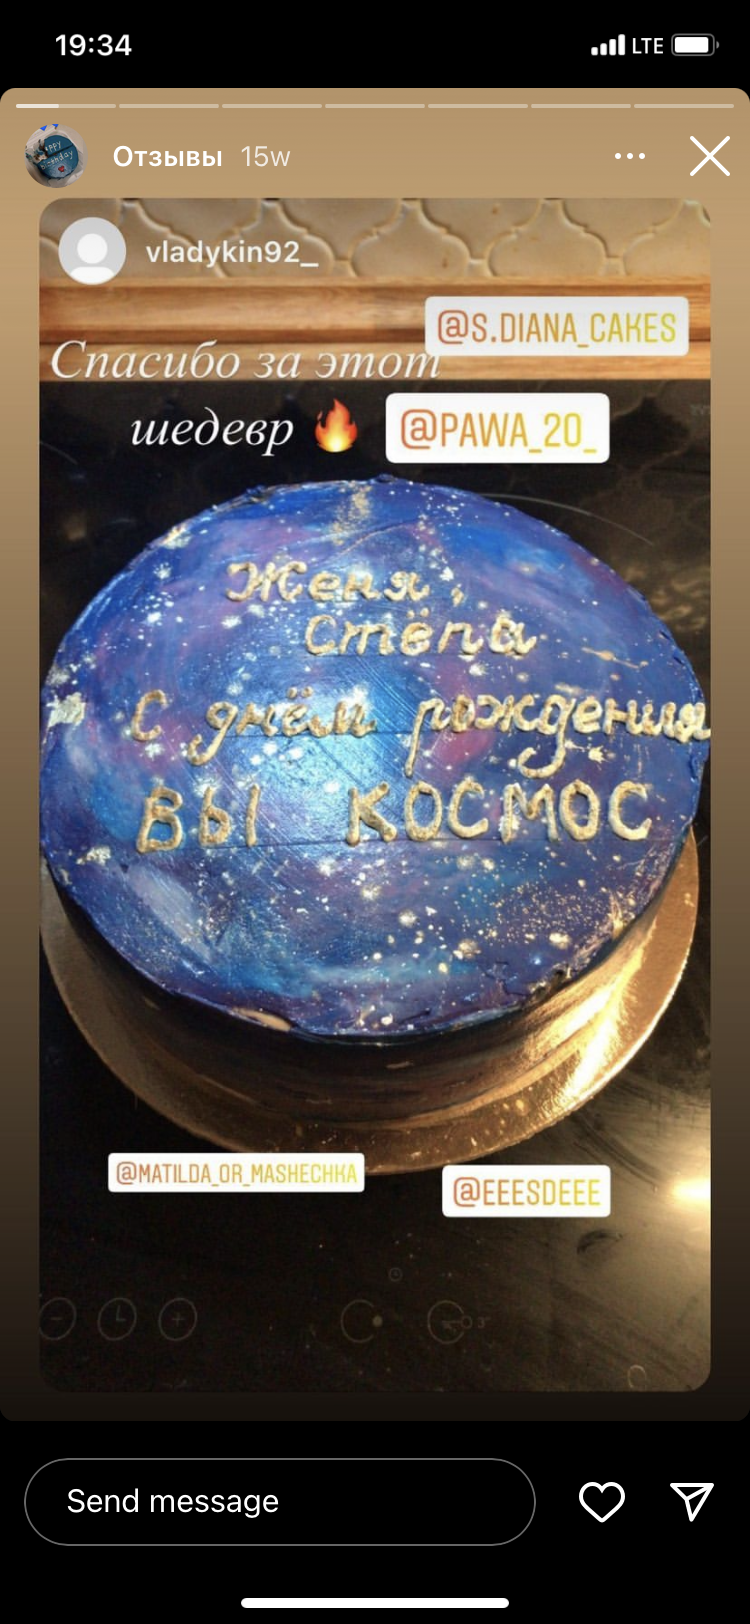 19:34
LTE
Отзывы 15w
vladykin92_
@S.DIANA_CAKES
Спасибо за этот
шедевр 🔥 @PAWA_20_
Женя,
Стёпа
С днём рождения
ВЫ КОСМОС
@MATILDA_OR_MASHECHKA
@EEESDEEE
Send message